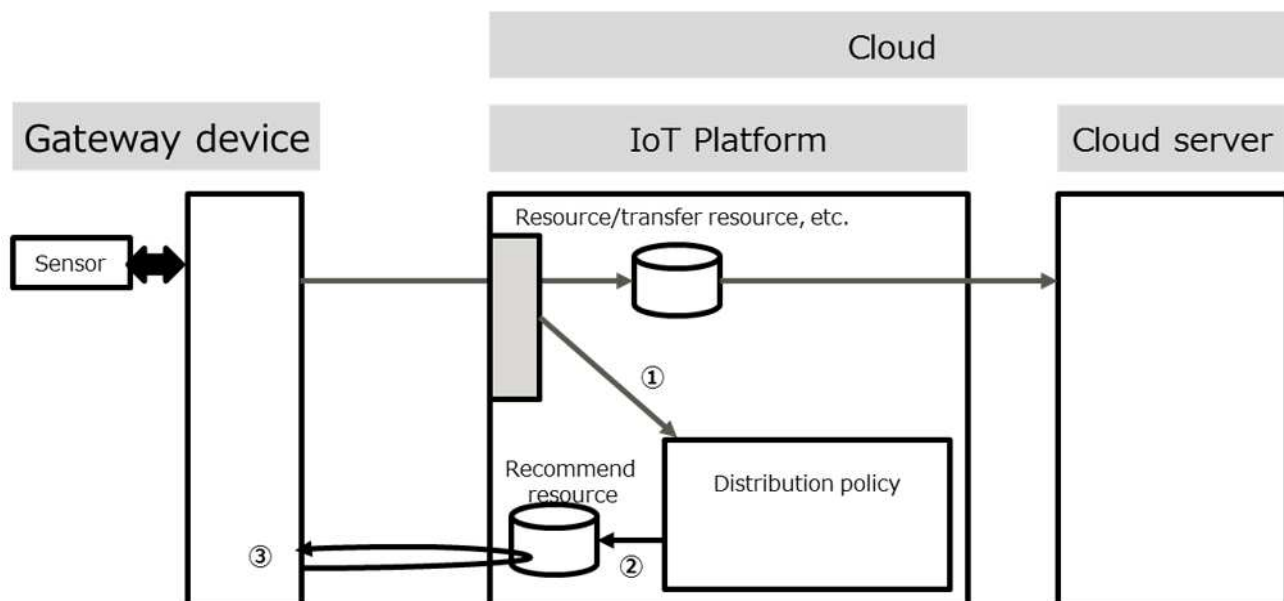 Cloud
Gateway device
IoT Platform
Cloud server
Resource/transfer resource, etc.
Sensor
①
Recommend
resource
Distribution policy
②
③